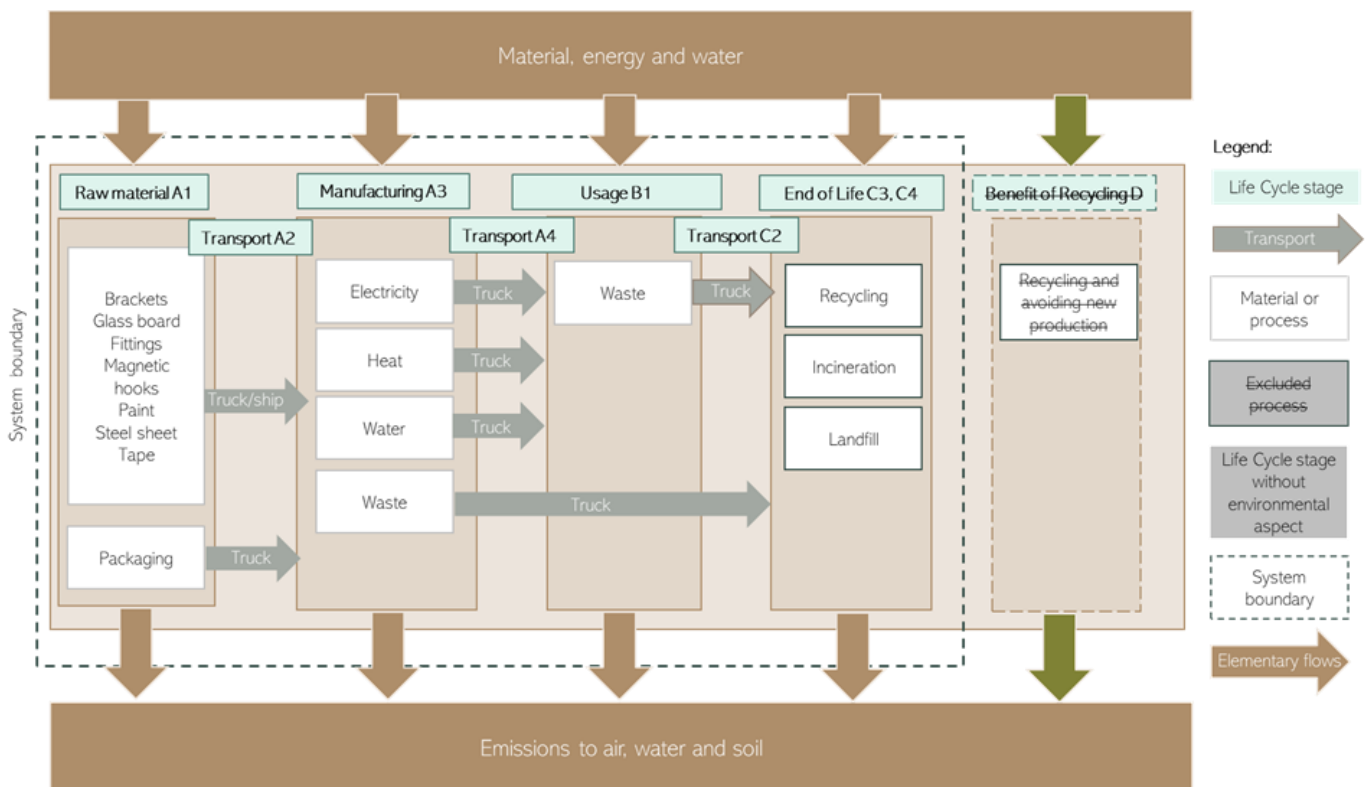 Material, energy and water
System boundary
Raw material A1
Manufacturing A3
Usage B1
End of Life C3, C4
Benefit of Recycling D
Transport A2
Transport A4
Transport C2
Brackets
Glass board
Fittings
Magnetic
hooks
Paint
Steel sheet
Tape
Packaging
Truck/ship
Truck
Electricity
Heat
Water
Waste
Truck
Truck
Truck
Truck
Waste
Truck
Recycling
Incineration
Landfill
Recycling and
avoiding new
production
Emissions to air, water and soil
Legend:
Life Cycle stage
Transport
Material or
process
Excluded
process
Life Cycle stage
without
environmental
aspect
System
boundary
Elementary flows